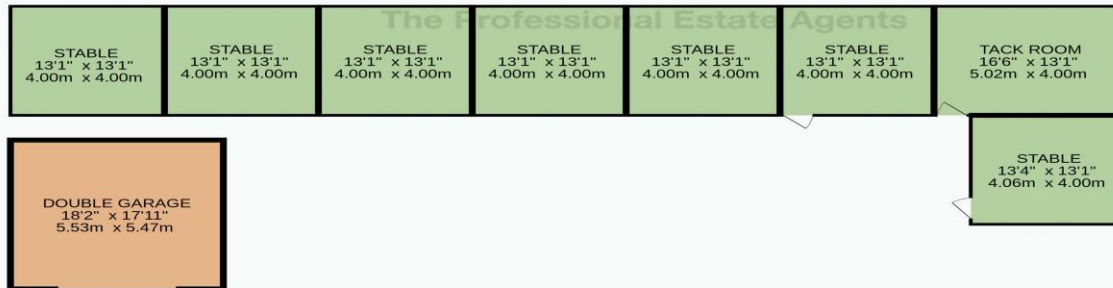 The Professional Estate Agents
STABLE
13'1" x 13'1"
4.00m x 4.00m
STABLE
13'1" x 13'1"
4.00m x 4.00m
STABLE
13'1" x 13'1"
4.00m x 4.00m
STABLE
13'1" x 13'1"
4.00m x 4.00m
STABLE
13'1" x 13'1"
4.00m x 4.00m
STABLE
13'1" x 13'1"
4.00m x 4.00m
TACK ROOM
16'6" x 13'1"
5.02m x 4.00m
STABLE
13'4" x 13'1"
4.06m x 4.00m
DOUBLE GARAGE
18'2" x 17'11"
5.53m x 5.47m